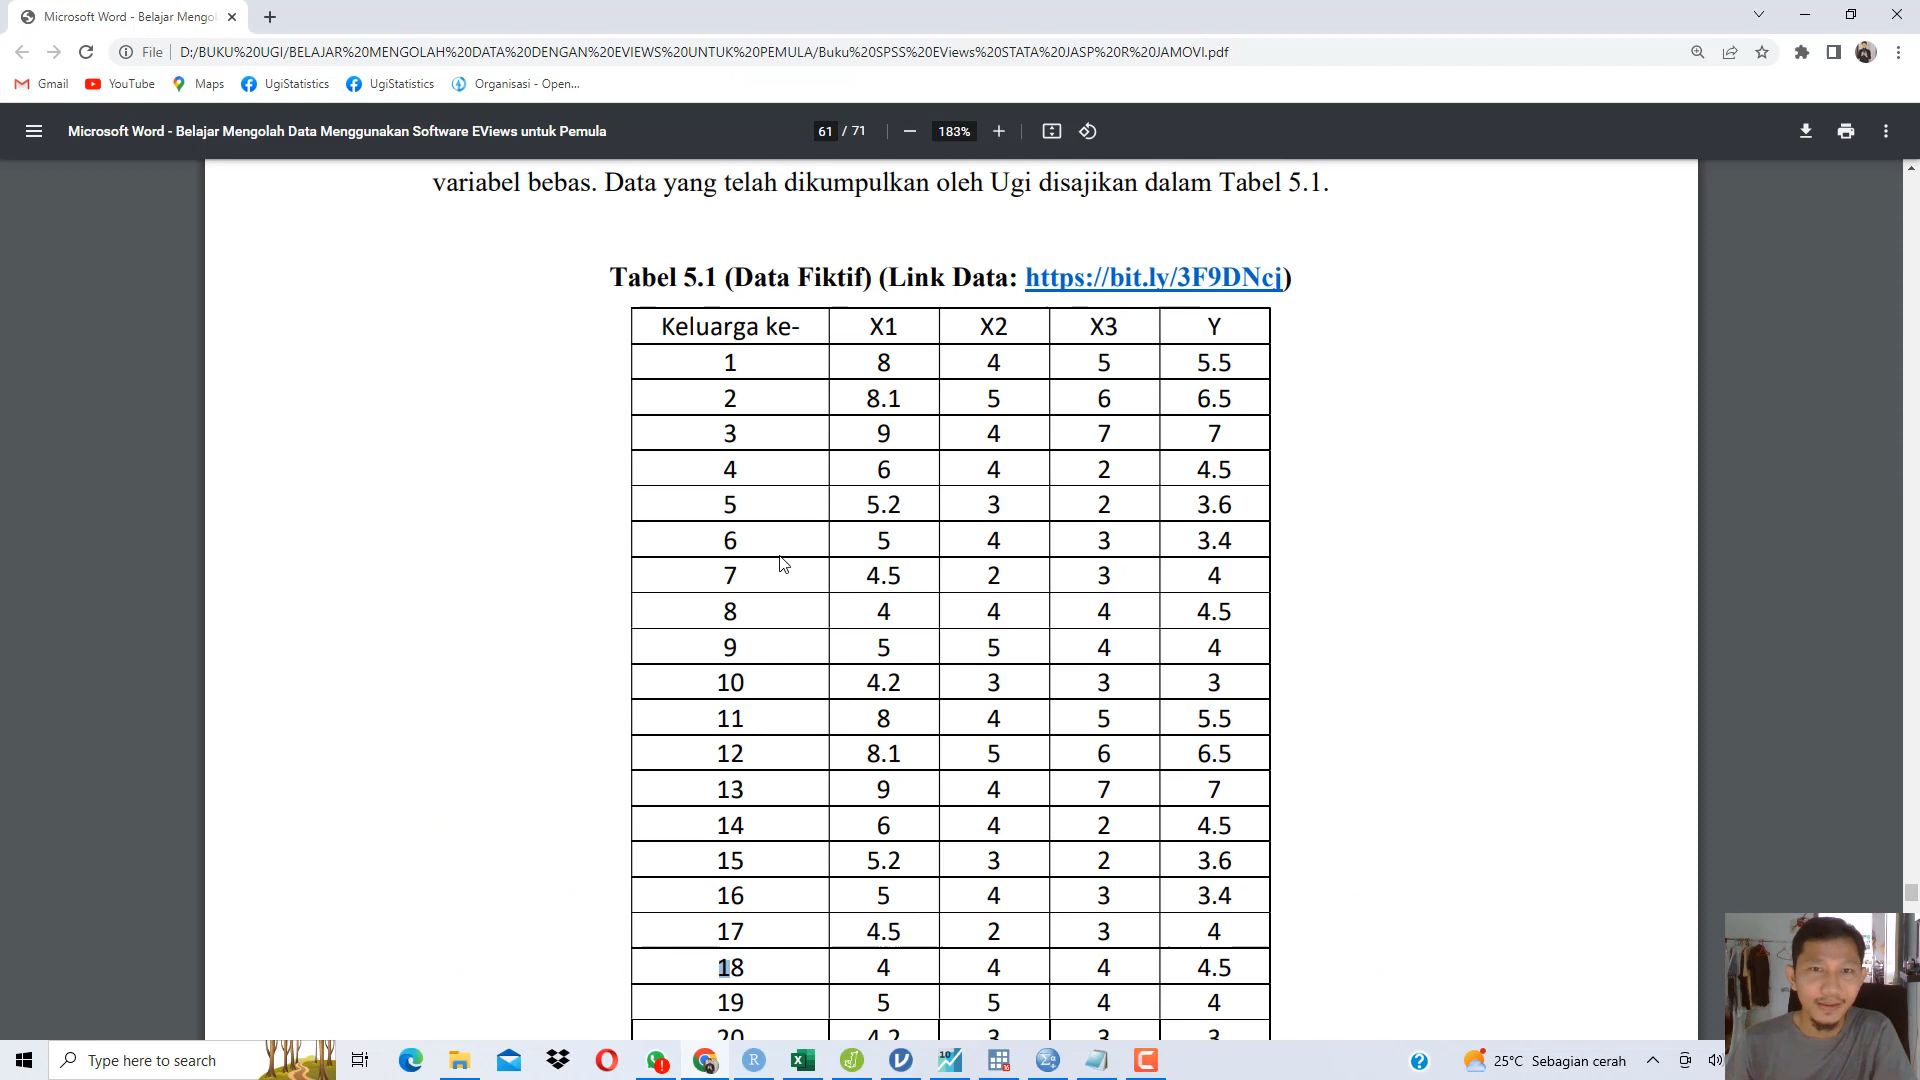 Microsoft Word - Belajar Mengol
File D:/BUKU%20UGI/BELAJAR%20MENGOLAH%20DATA%20DENGAN%20EVIEWS%20UNTUK%20PEMULA/Buku%20SPSS%20EViews%20STATA%20JASP%20R%20JAMOVI.pdf
Gmail YouTube Maps UgiStatistics UgiStatistics Organisasi - Open...
Microsoft Word - Belajar Mengolah Data Menggunakan Software EViews untuk Pemula 61 / 71 183%
variabel bebas. Data yang telah dikumpulkan oleh Ugi disajikan dalam Tabel 5.1.
Tabel 5.1 (Data Fiktif) (Link Data: https://bit.ly/3F9DNcj)
Keluarga ke- X1 X2 X3 Y
1 8 4 5 5.5
2 8.1 5 6 6.5
3 9 4 7 7
4 6 4 2 4.5
5 5.2 3 2 3.6
6 5 4 3 3.4
7 4.5 2 3 4
8 4 4 4 4.5
9 5 5 4 4
10 4.2 3 3 3
11 8 4 5 5.5
12 8.1 5 6 6.5
13 9 4 7 7
14 6 4 2 4.5
15 5.2 3 2 3.6
16 5 4 3 3.4
17 4.5 2 3 4
18 4 4 4 4.5
19 5 5 4 4
20 4.2 3 3 3
Type here to search 25°C Sebagian cerah